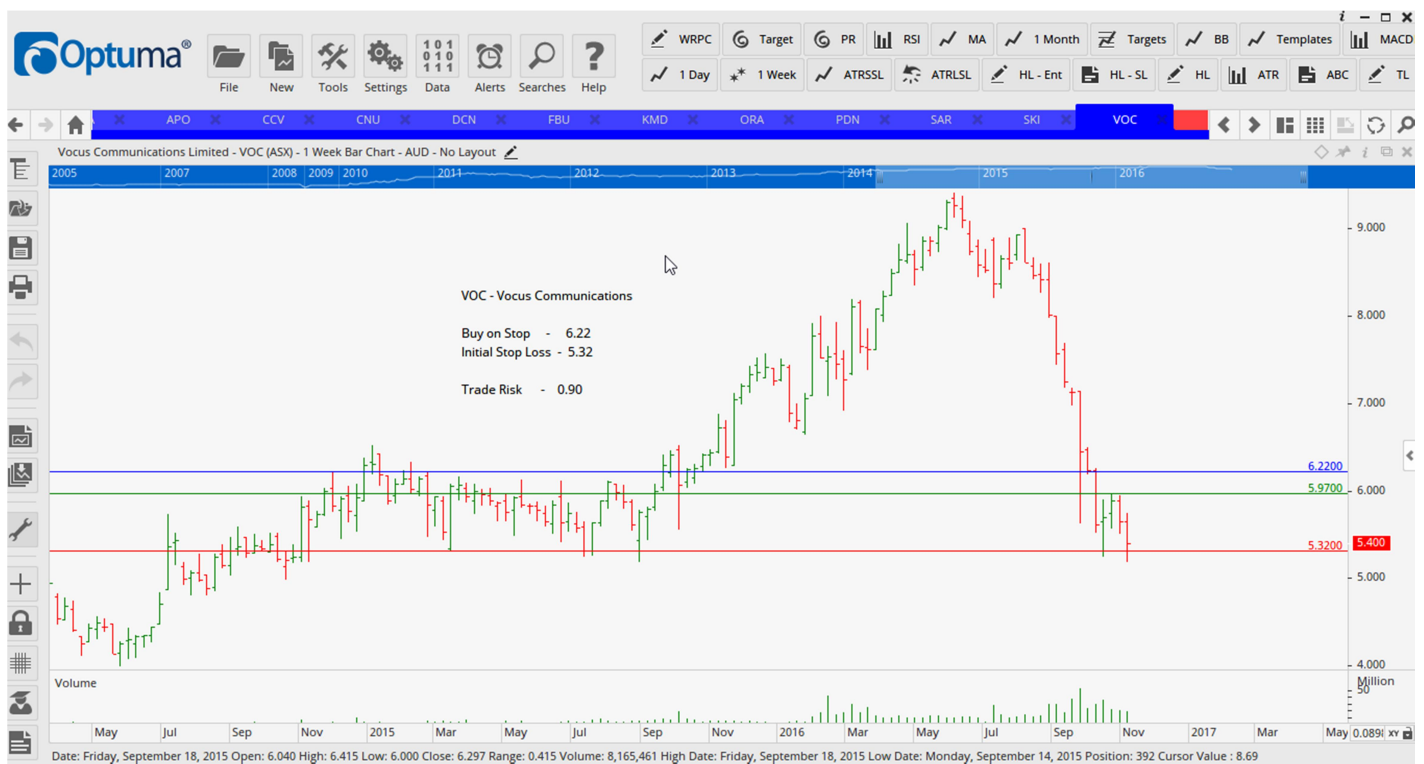 Optuma®
File New Tools Settings Data Alerts Searches Help
WRPC Target PR RSI MA 1 Month Targets BB Templates MACD
1 Day 1 Week ATRSSL ATRLSL HL - Ent HL - SL HL ATR ABC TL
APO CCV CNU DCN FBU KMD ORA PDN SAR SKI VOC
Vocus Communications Limited - VOC (ASX) - 1 Week Bar Chart - AUD - No Layout
2005 2007 2008 2009 2010 2011 2012 2013 2014 2015 2016
9.000
VOC - Vocus Communications
8.000
Buy on Stop - 6.22
Initial Stop Loss - 5.32
Trade Risk - 0.90
7.000
6.2200
5.9700
6.000
5.3200
5.400
5.000
4.000
Volume
Million
50
May Jul Sep Nov 2015 Mar May Jul Sep Nov 2016 Mar May Jul Sep Nov 2017 Mar May XY
Date: Friday, September 18, 2015 Open: 6.040 High: 6.415 Low: 6.000 Close: 6.297 Range: 0.415 Volume: 8,165,461 High Date: Friday, September 18, 2015 Low Date: Monday, September 14, 2015 Position: 392 Cursor Value : 8.69